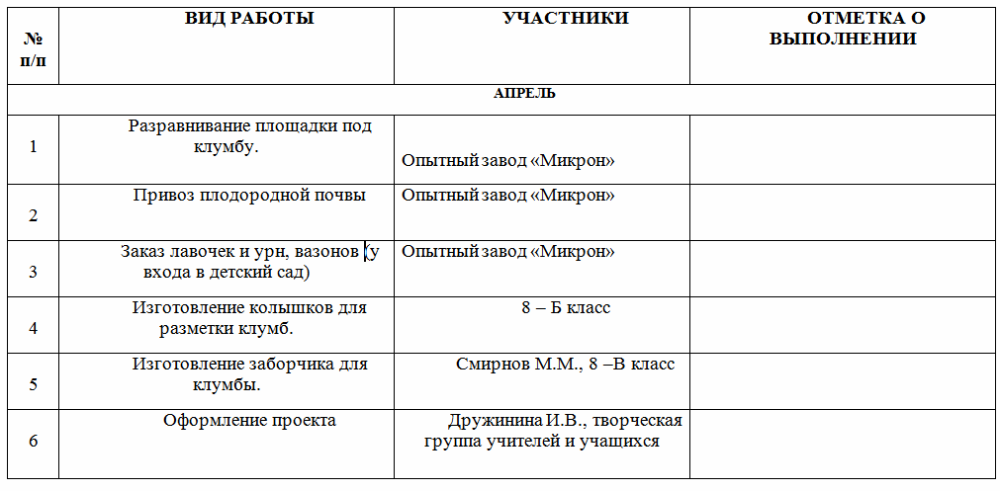 №
п/п
ВИД РАБОТЫ
УЧАСТНИКИ
ОТМЕТКА О
ВЫПОЛНЕНИИ
АПРЕЛЬ
1
Разравнивание площадки под
клумбу.
Опытный завод «Микрон»
2
Привоз плодородной почвы
Опытный завод «Микрон»
3
Заказ лавочек и урн, вазонов (у
входа в детский сад)
Опытный завод «Микрон»
4
Изготовление колышков для
разметки клумб.
8 – Б класс
5
Изготовление заборчика для
клумбы.
Смирнов М.М., 8 –В класс
6
Оформление проекта
Дружинина И.В., творческая
группа учителей и учащихся